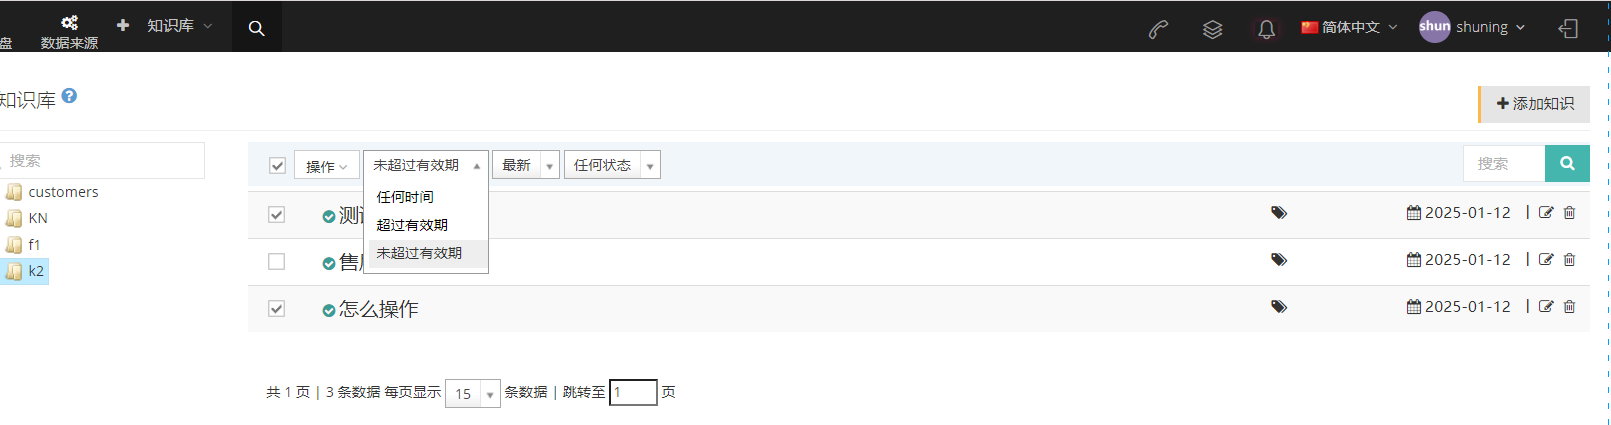 盘 数据来源 知识库 简体中文 shun shuning
知识库
添加知识
搜索
customers
KN
f1
k2
操作 未超过有效期 最新 任何状态 搜索
任何时间
超过有效期
未超过有效期
2025-01-12 |
售 2025-01-12 |
怎么操作 2025-01-12 |
共 1 页 | 3 条数据 每页显示 15 条数据 | 跳转至 1 页